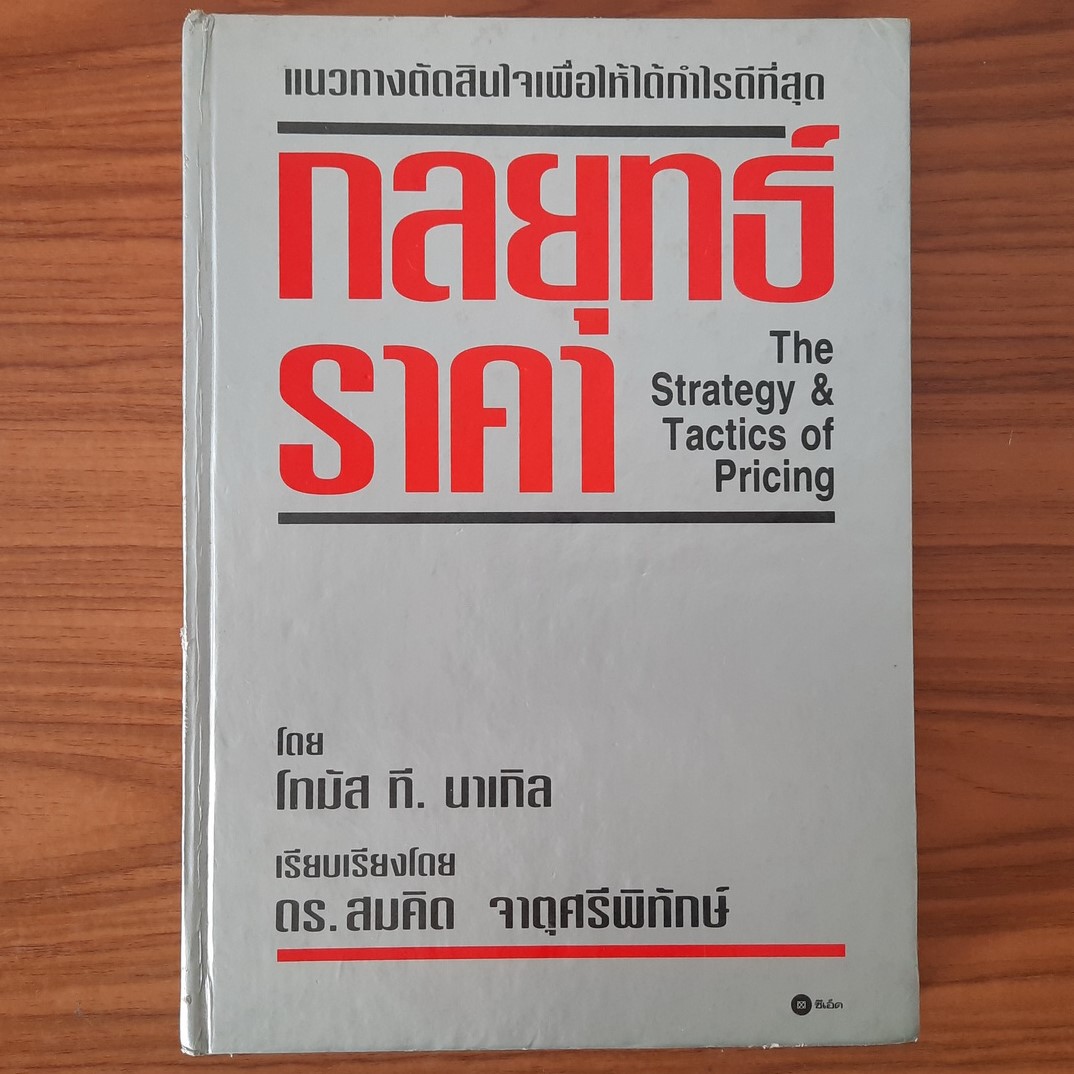 แนวทางตัดสินใจเพื่อให้ได้กำไรดีที่สุด
กลยุทธ์
ราคา
The
Strategy &
Tactics of
Pricing
โดย
โทมัส ที. นาเกิล
เรียบเรียงโดย
ดร. สมคิด จาตุศรีพิทักษ์
ซีเอ็ด